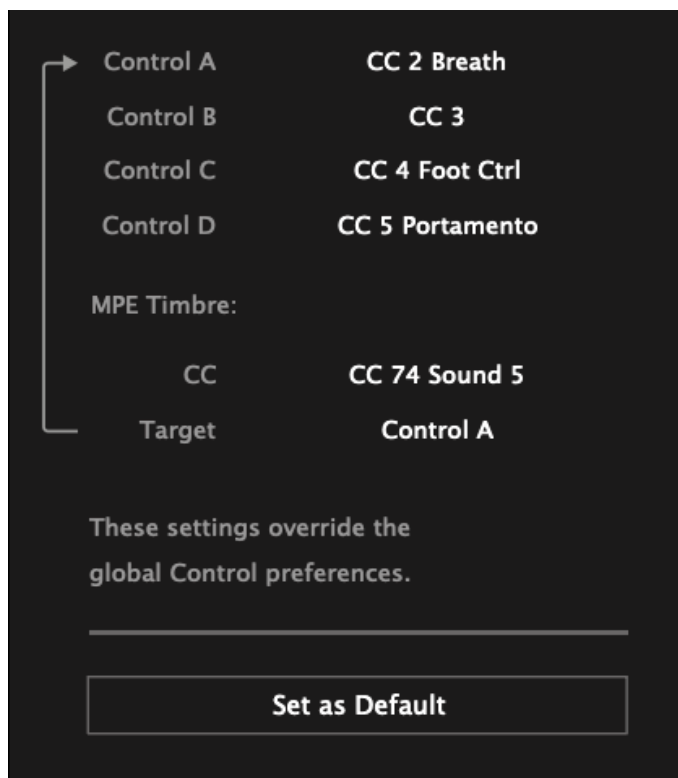 Control A CC 2 Breath
Control B CC 3
Control C CC 4 Foot Ctrl
Control D CC 5 Portamento
MPE Timbre:
CC CC 74 Sound 5
Target Control A
These settings override the
global Control preferences.
Set as Default